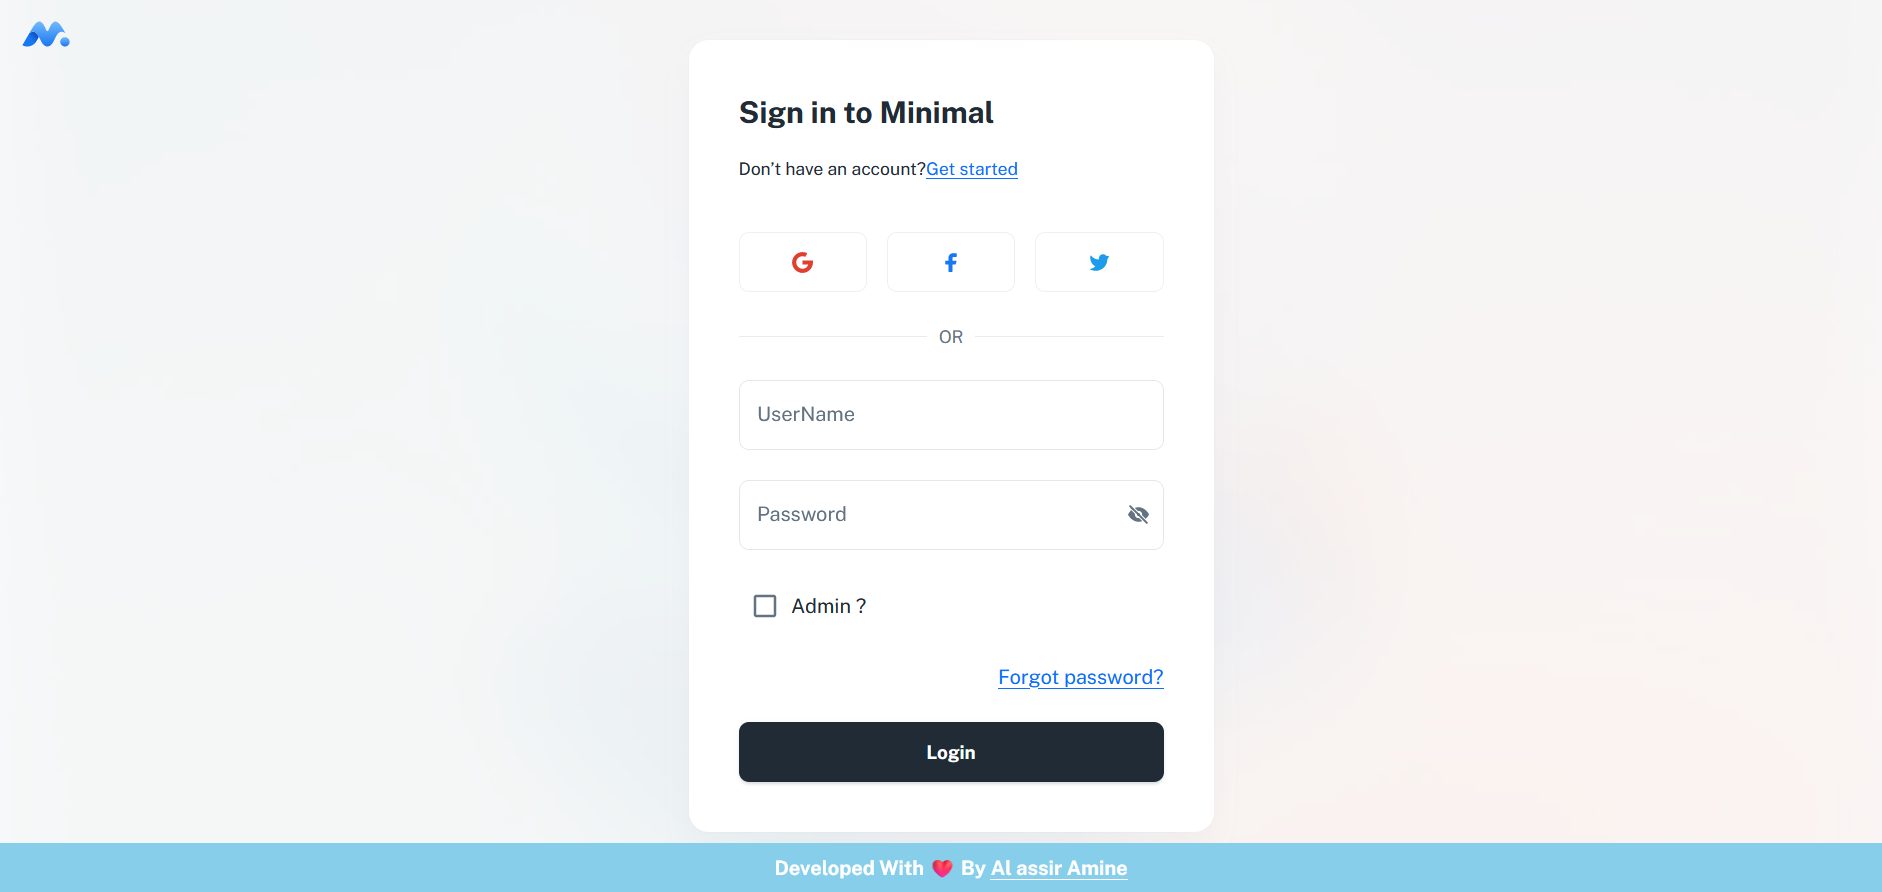 Sign in to Minimal
Don’t have an account?Get started
OR
UserName
Password
Admin ?
Forgot password?
Login
Developed With ❤️ By Al assir Amine